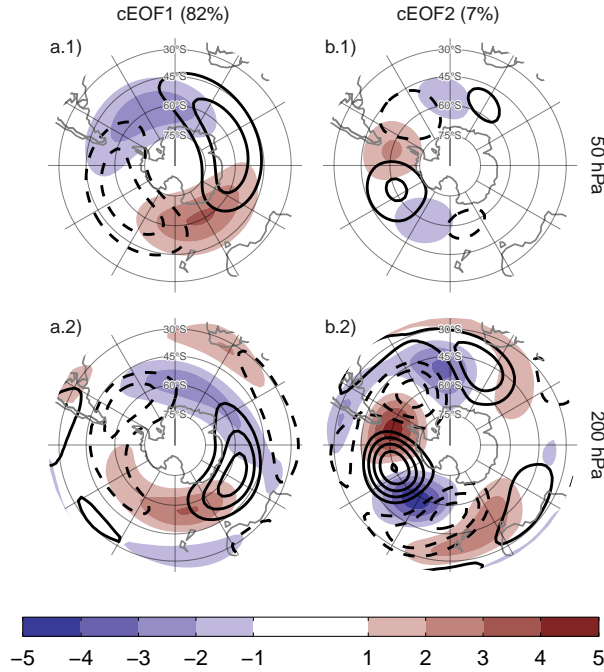 cEOF1 (82%) cEOF2 (7%)
a.1) b.1)
30°S 30°S
45°S 45°S
60°S 60°S
75°S 75°S
50 hPa
a.2) b.2)
30°S 30°S
45°S 45°S
60°S 60°S
75°S 75°S
200 hPa
−5 −4 −3 −2 −1 1 2 3 4 5